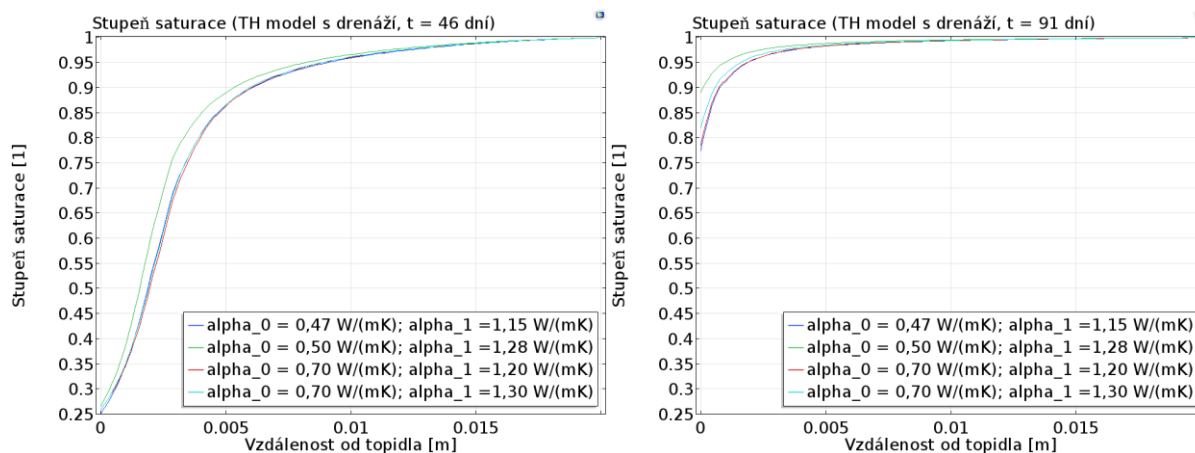 Stupeň saturace (TH model s drenáží, t = 46 dní)
1
0.95
0.9
0.85
0.8
0.75
0.7
0.65
0.6
0.55
0.5
0.45
0.4
0.35
0.3
0.25
Stupeň saturace [1]
0
0.005
0.01
0.015
Vzdálenost od topidla [m]
alpha_0 = 0,47 W/(mK); alpha_1 =1,15 W/(mK)
alpha_0 = 0,50 W/(mK); alpha_1 =1,28 W/(mK)
alpha_0 = 0,70 W/(mK); alpha_1 =1,20 W/(mK)
alpha_0 = 0,70 W/(mK); alpha_1 =1,30 W/(mK)
Stupeň saturace (TH model s drenáží, t = 91 dní)
1
0.95
0.9
0.85
0.8
0.75
0.7
0.65
0.6
0.55
0.5
0.45
0.4
0.35
0.3
0.25
Stupeň saturace [1]
0
0.005
0.01
0.015
Vzdálenost od topidla [m]
alpha_0 = 0,47 W/(mK); alpha_1 =1,15 W/(mK)
alpha_0 = 0,50 W/(mK); alpha_1 =1,28 W/(mK)
alpha_0 = 0,70 W/(mK); alpha_1 =1,20 W/(mK)
alpha_0 = 0,70 W/(mK); alpha_1 =1,30 W/(mK)